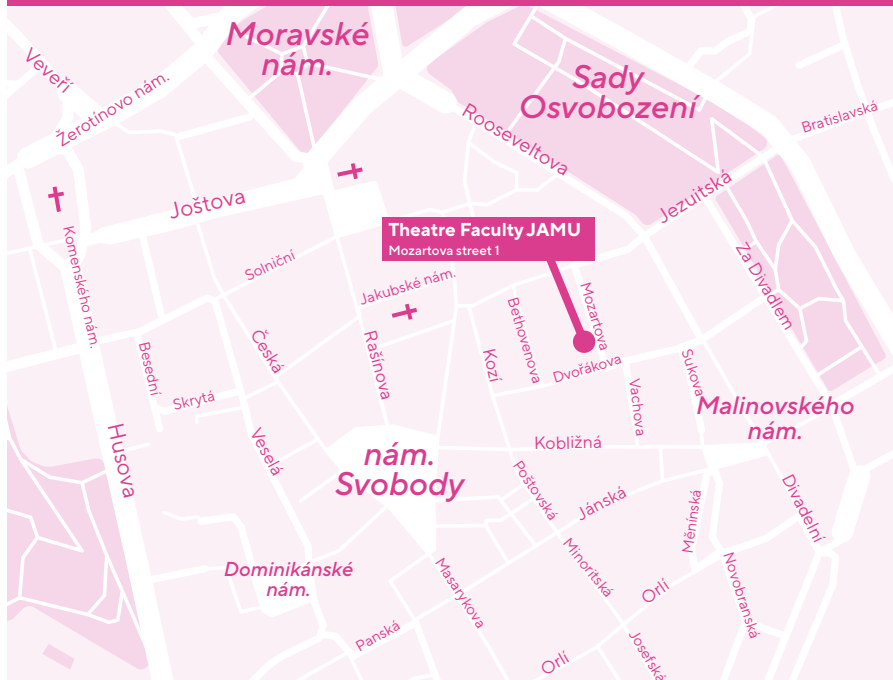 Moravské
nám.
Veveří
Žerotínovo nám.
Sady
Osvobození
Rooseveltova
Bratislavská
Joštova
Jezuitská
Theatre Faculty JAMU
Mozartova street 1
Komenského nám.
Solniční
Jakubské nám.
Za Divadlem
Mozartova
Bethovenova
Besední
Česká
Rašínova
Kozí
Dvořákova
Sukova
Vachova
Skrytá
Malinovského
nám.
Husova
Veselá
nám.
Svobody
Kobližná
Poštovská
Jánská
Měnínská
Divadelní
Dominikánské
nám.
Masarykova
Minoritská
Orlí
Novobranská
Panská
Orlí
Josefská